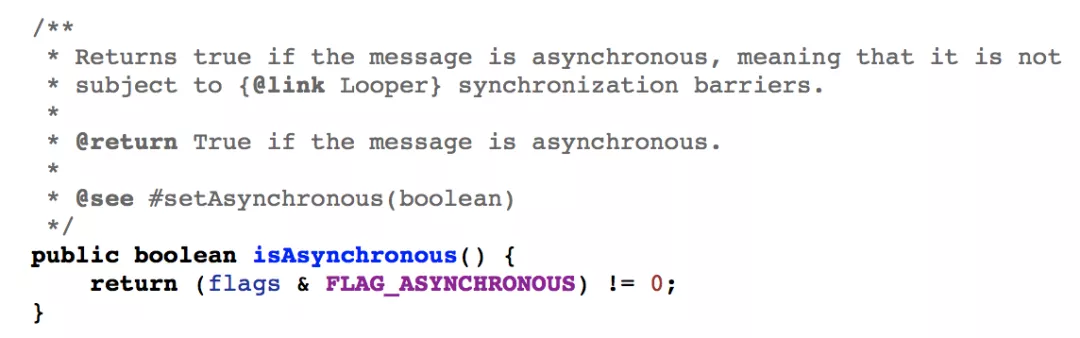 /**
 * Returns true if the message is asynchronous, meaning that it is not
 * subject to {@link Looper} synchronization barriers.
 *
 * @return True if the message is asynchronous.
 *
 * @see #setAsynchronous(boolean)
 */
public boolean isAsynchronous() {
    return (flags & FLAG_ASYNCHRONOUS) != 0;
}